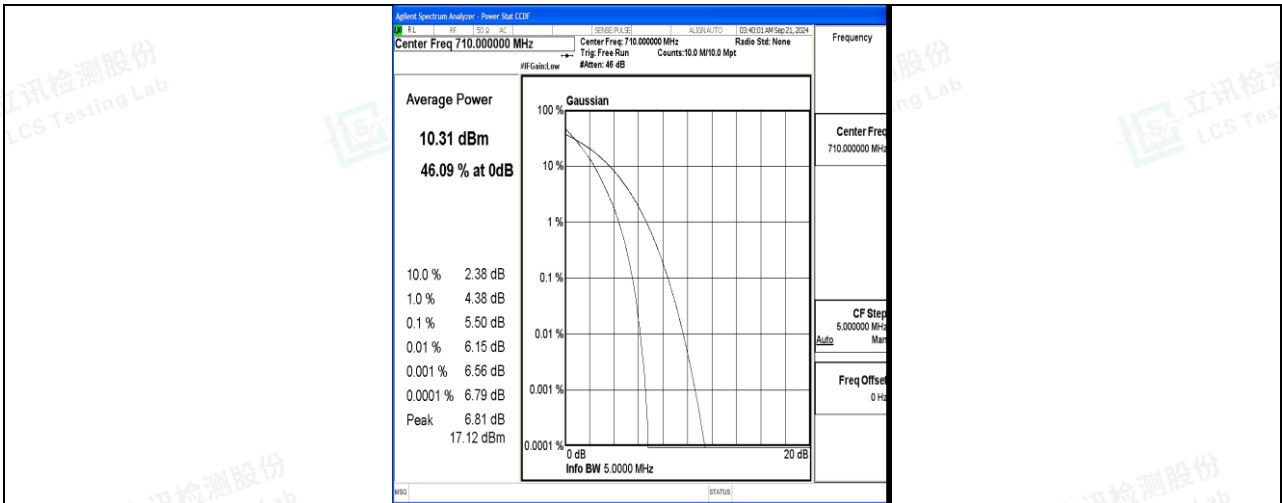 Agilent Spectrum Analyzer - Power Stat CCDF
RL RF 50 Ω AC SENSE:PULSE ALIGNAUTO 03:40:01 AM Sep 21, 2024
Center Freq 710.000000 MHz
Center Freq: 710.000000 MHz Radio Std: None
Trig: Free Run Counts:10.0 M/10.0 Mpt
#IFGain:Low #Atten: 46 dB
Frequency
Average Power
10.31 dBm
46.09 % at 0dB
10.0 % 2.38 dB
1.0 % 4.38 dB
0.1 % 5.50 dB
0.01 % 6.15 dB
0.001 % 6.56 dB
0.0001 % 6.79 dB
Peak 6.81 dB
17.12 dBm
Gaussian
100 %
10 %
1 %
0.1 %
0.01 %
0.001 %
0.0001 %
0 dB 20 dB
Info BW 5.0000 MHz
Center Freq
710.000000 MHz
CF Step
5.000000 MHz
Auto Man
Freq Offset
0 Hz
MSG STATUS
立讯检测股份
LCS Testing Lab